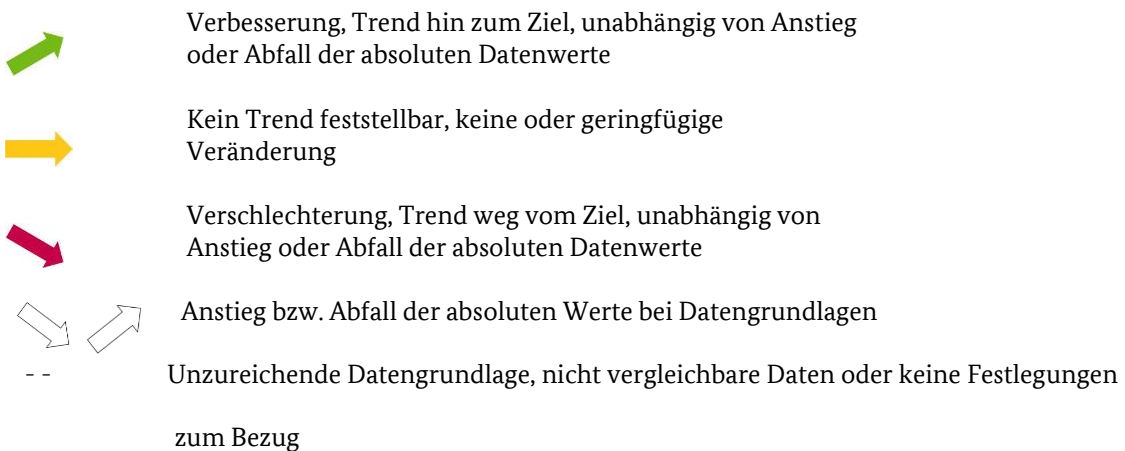 Verbesserung, Trend hin zum Ziel, unabhängig von Anstieg
oder Abfall der absoluten Datenwerte
Kein Trend feststellbar, keine oder geringfügige
Veränderung
Verschlechterung, Trend weg vom Ziel, unabhängig von
Anstieg oder Abfall der absoluten Datenwerte
Anstieg bzw. Abfall der absoluten Werte bei Datengrundlagen
- - Unzureichende Datengrundlage, nicht vergleichbare Daten oder keine Festlegungen
zum Bezug